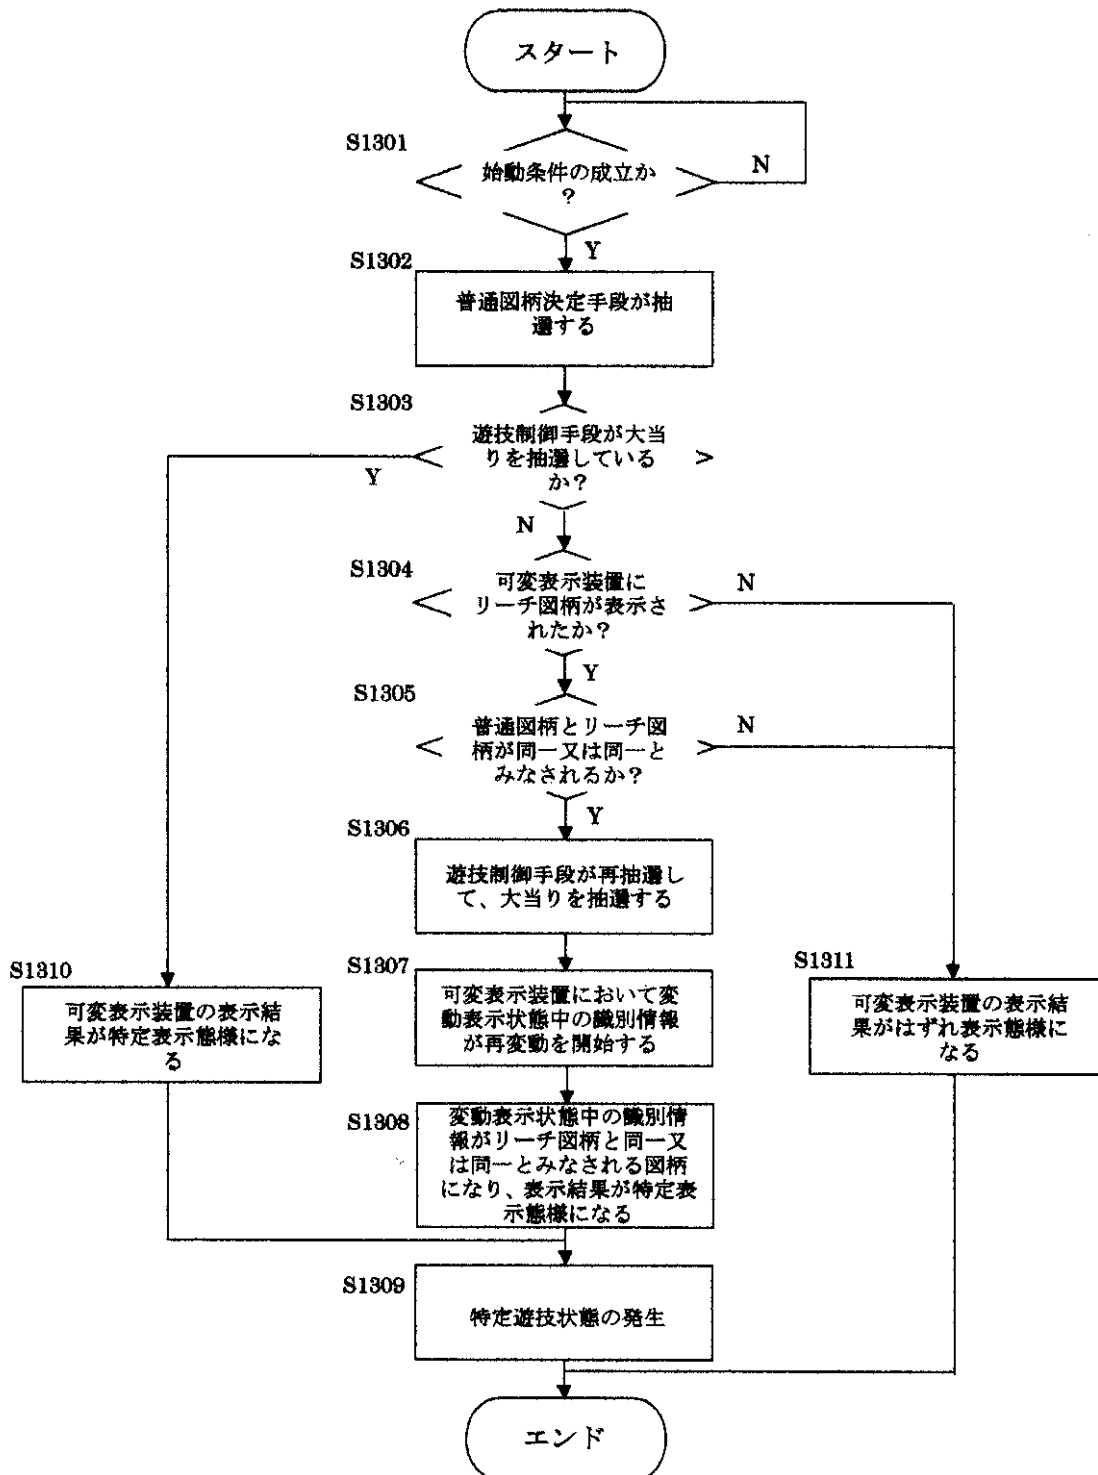 スタート
S1301
始動条件の成立か
？
N
Y
S1302
普通図柄決定手段が抽
選する
S1303
遊技制御手段が大当
りを抽選している
か？
Y
N
S1304
可変表示装置に
リーチ図柄が表示さ
れたか？
N
Y
S1305
普通図柄とリーチ図
柄が同一又は同一と
みなされるか？
N
Y
S1306
遊技制御手段が再抽選し
て、大当りを抽選する
S1307
可変表示装置において変
動表示状態中の識別情報
が再変動を開始する
S1310
可変表示装置の表示結
果が特定表示態様にな
る
S1311
可変表示装置の表示結
果がはずれ表示態様に
なる
S1308
変動表示状態中の識別情
報がリーチ図柄と同一又
は同一とみなされる図柄
になり、表示結果が特定表
示態様になる
S1309
特定遊技状態の発生
エンド